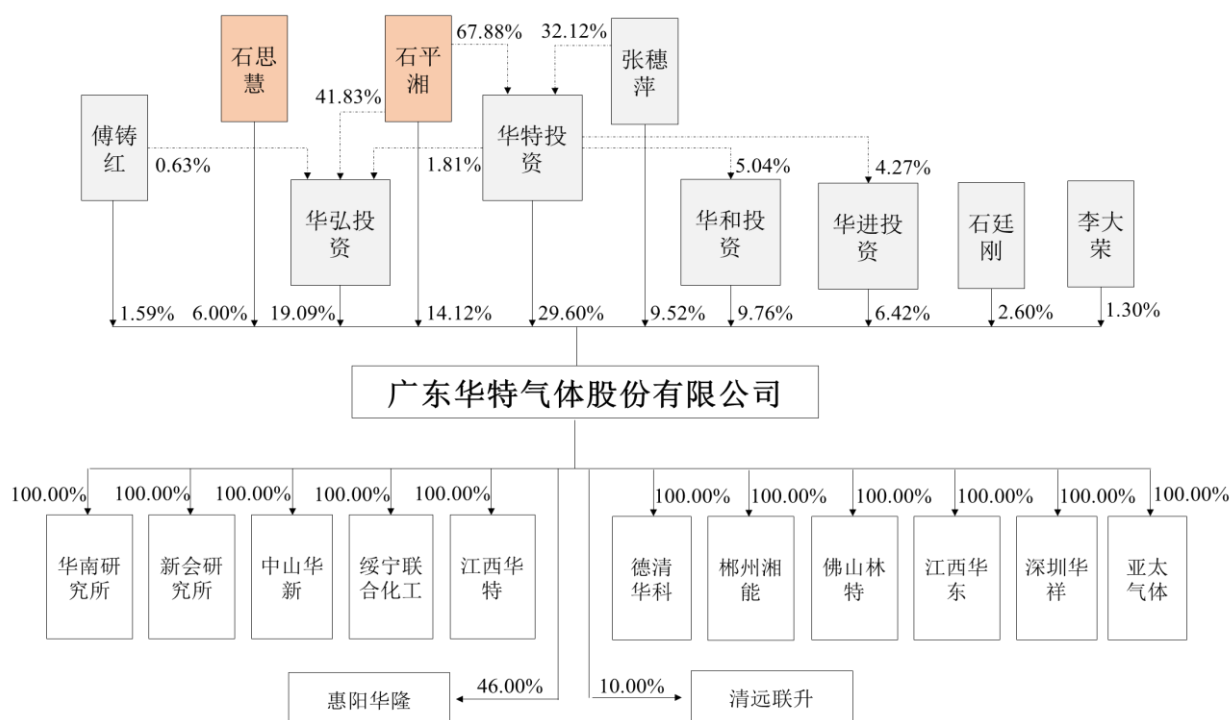 67.88%
32.12%
石思
慧
石平
湘
张穗
萍
41.83%
傅铸
红
华特投
资
0.63%
1.81%
5.04%
4.27%
华弘投
资
华和投
资
华进投
资
石廷
刚
李大
荣
1.59%
6.00%
19.09%
14.12%
29.60%
9.52%
9.76%
6.42%
2.60%
1.30%
广东华特气体股份有限公司
100.00%
100.00%
100.00%
100.00%
100.00%
100.00%
100.00%
100.00%
100.00%
100.00%
100.00%
华南研
究所
新会研
究所
中山华
新
绥宁联
合化工
江西华
特
德清
华科
郴州湘
能
佛山林
特
江西华
东
深圳华
祥
亚太
气体
惠阳华隆
46.00%
10.00%
清远联升